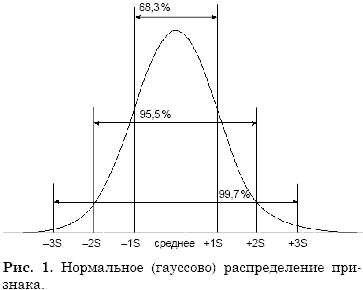 68,3%
95,5%
99,7%
–3S –2S –1S среднее +1S +2S +3S
Рис. 1. Нормальное (гауссово) распределение при-
знака.